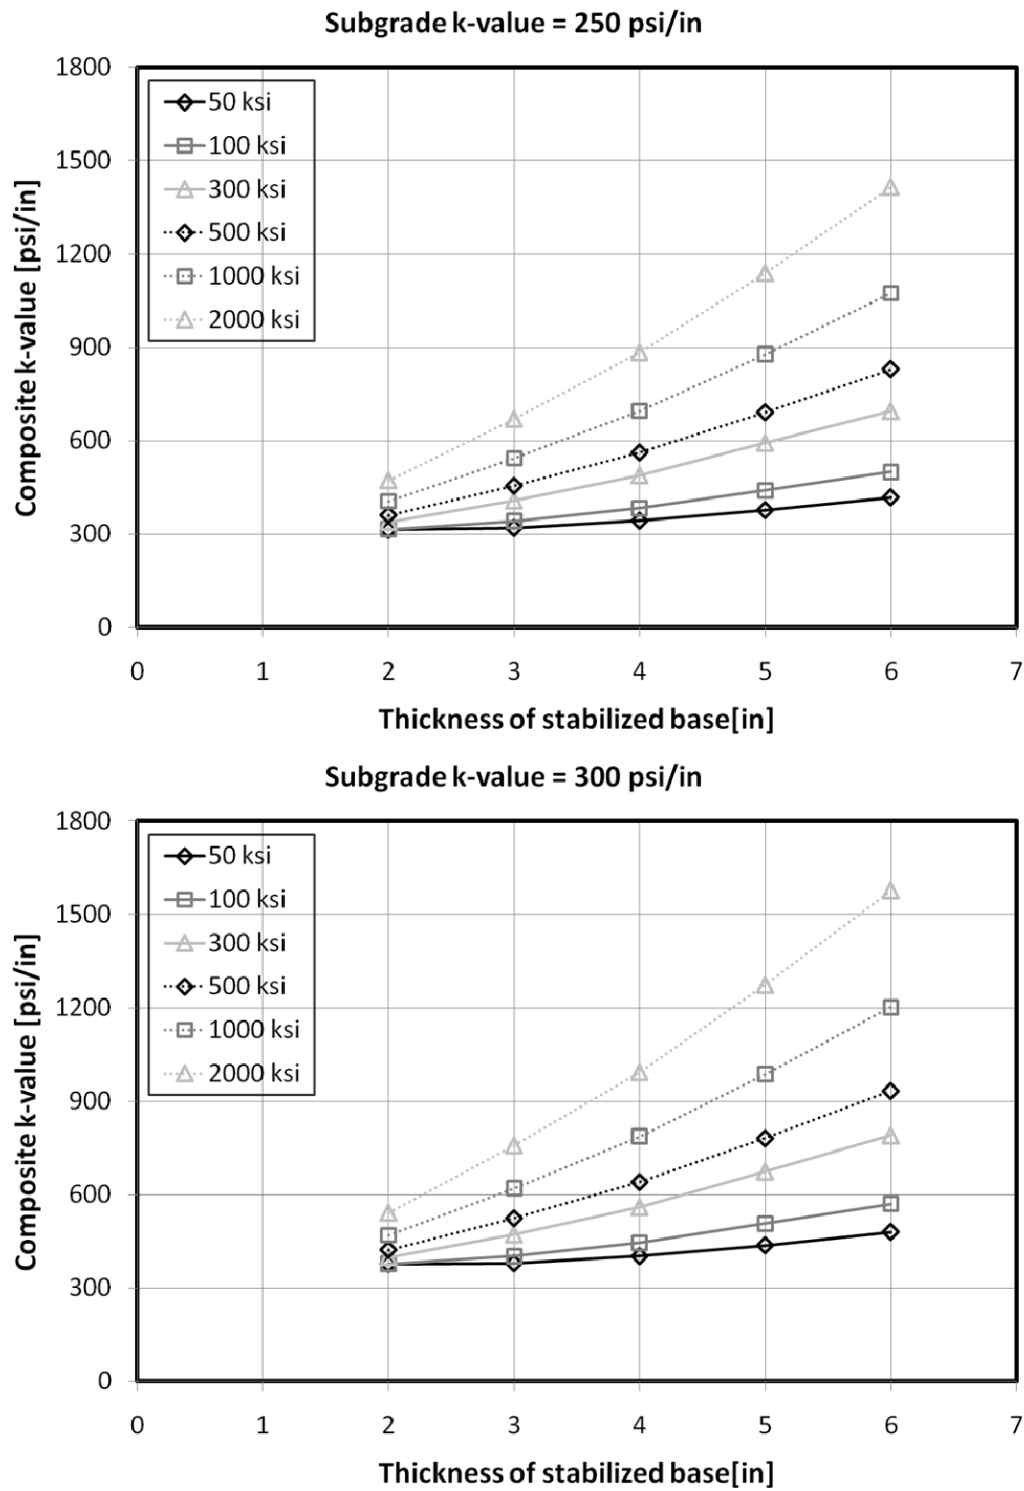 Subgrade k-value = 250 psi/in
1800
1500
1200
900
600
300
0
Composite k-value [psi/in]
50 ksi
100 ksi
300 ksi
500 ksi
1000 ksi
2000 ksi
0 1 2 3 4 5 6 7
Thickness of stabilized base[in]
Subgrade k-value = 300 psi/in
1800
1500
1200
900
600
300
0
Composite k-value [psi/in]
50 ksi
100 ksi
300 ksi
500 ksi
1000 ksi
2000 ksi
0 1 2 3 4 5 6 7
Thickness of stabilized base[in]